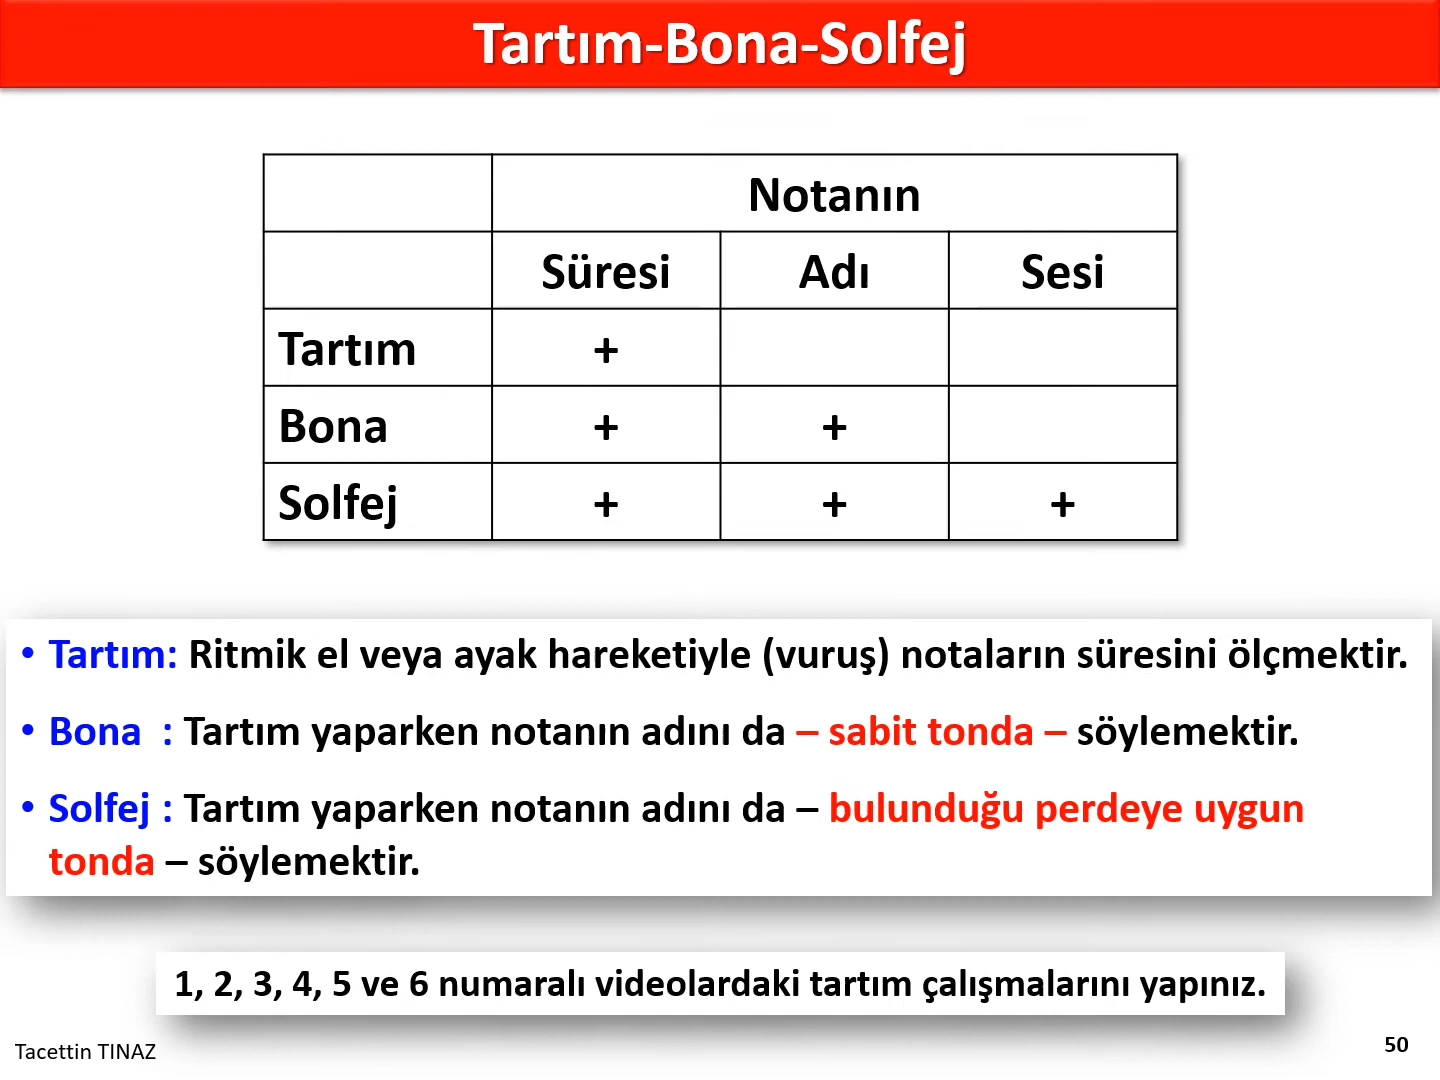 Tartım-Bona-Solfej
Notanın
Süresi Adı Sesi
Tartım +
Bona + +
Solfej + + +
• Tartım: Ritmik el veya ayak hareketiyle (vuruş) notaların süresini ölçmektir.
• Bona : Tartım yaparken notanın adını da – sabit tonda – söylemektir.
• Solfej : Tartım yaparken notanın adını da – bulunduğu perdeye uygun
tonda – söylemektir.
1, 2, 3, 4, 5 ve 6 numaralı videolardaki tartım çalışmalarını yapınız.
Tacettin TINAZ
50